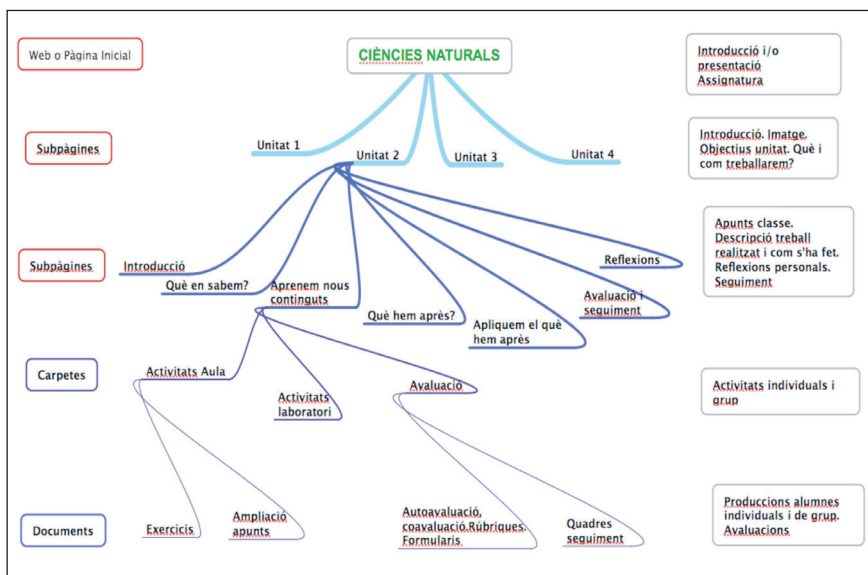 Web o Pàgina Inicial
CIÈNCIES NATURALS
Introducció i/o
presentació
Assignatura
Subpàgines
Unitat 1
Unitat 2
Unitat 3
Unitat 4
Introducció. Imatge.
Objectius unitat. Què i
com treballarem?
Subpàgines
Introducció
Què en sabem?
Aprenem nous
continguts
Què hem après?
Apliquem el què
hem après
Avaluació i
seguiment
Reflexions
Apunts classe.
Descripció treball
realitzat i com s'ha fet.
Reflexions personals.
Seguiment
Carpetes
Activitats Aula
Activitats
laboratori
Avaluació
Activitats individuals i
grup
Documents
Exercicis
Ampliació
apunts
Autoavaluació,
coavaluació.Rúbriques.
Formularis
Quadres
seguiment
Produccions alumnes
individuals i de grup.
Avaluacions